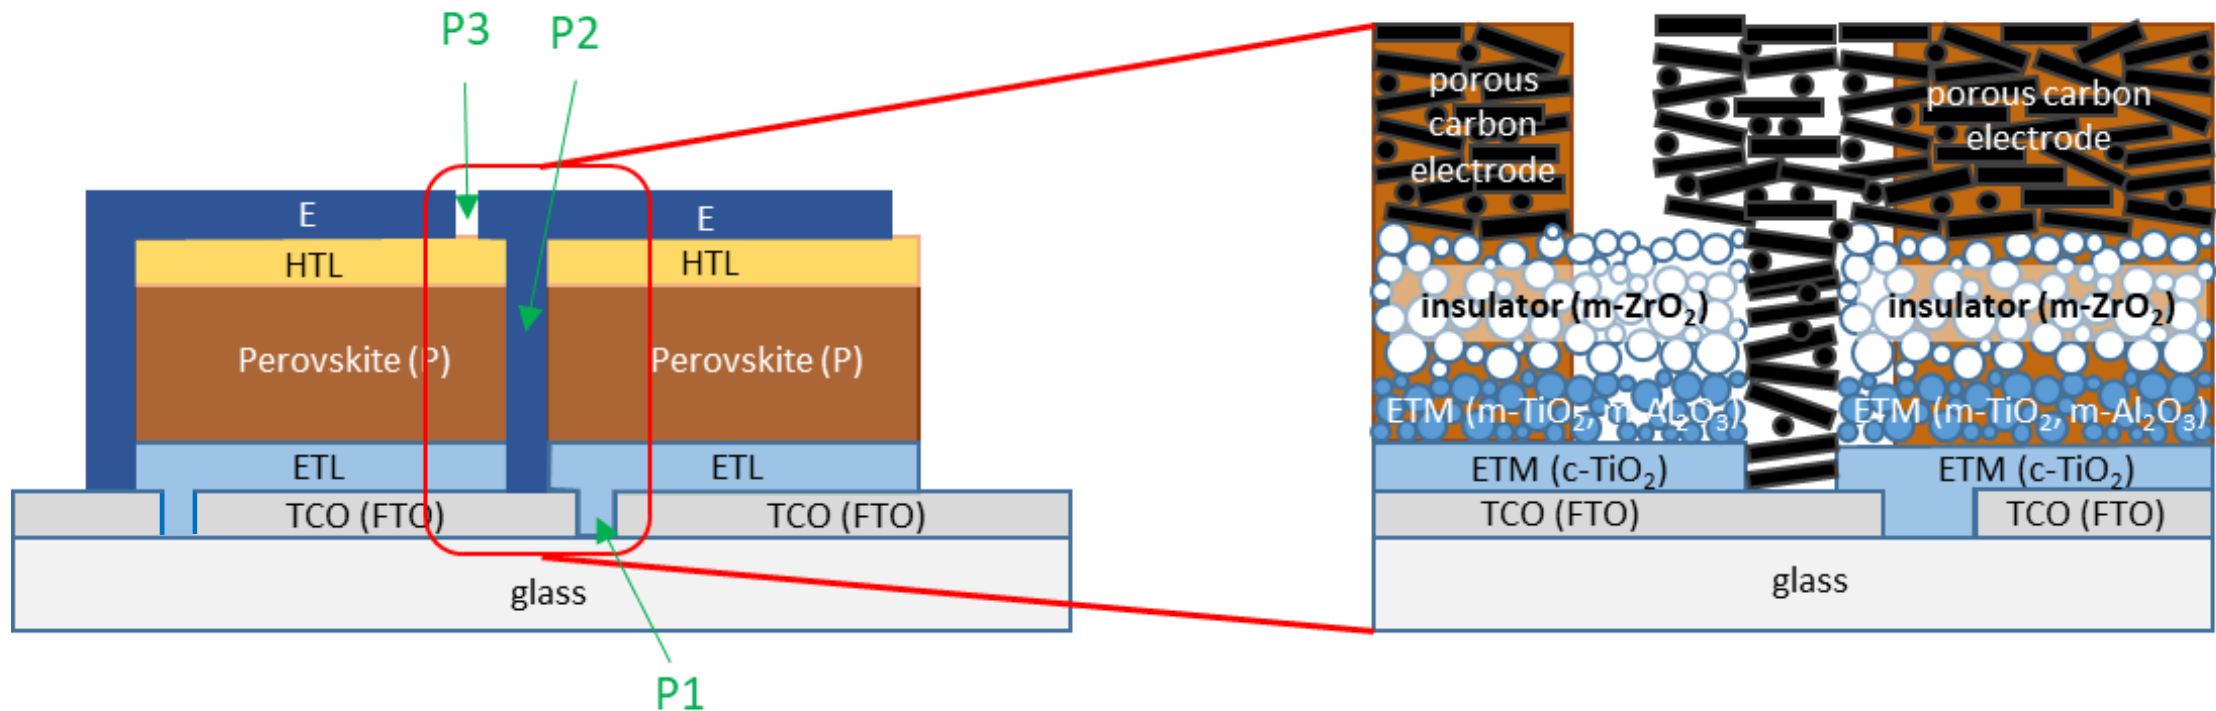 P3
P2
E
E
HTL
HTL
Perovskite (P)
Perovskite (P)
ETL
ETL
TCO (FTO)
TCO (FTO)
glass
P1
porous
carbon
electrode
porous carbon
electrode
insulator (m-ZrO₂)
insulator (m-ZrO₂)
ETM (m-TiO₂, m-Al₂O₃)
ETM (m-TiO₂, m-Al₂O₃)
ETM (c-TiO₂)
ETM (c-TiO₂)
TCO (FTO)
TCO (FTO)
glass